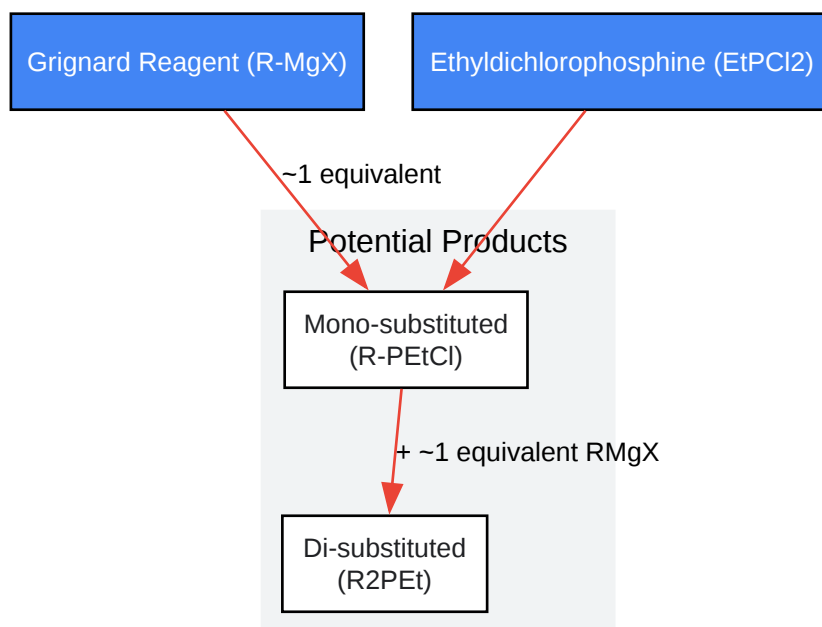 Grignard Reagent (R-MgX)
Ethyldichlorophosphine (EtPCl2)
~1 equivalent
Potential Products
Mono-substituted
(R-PEtCl)
+ ~1 equivalent RMgX
Di-substituted
(R2PEt)